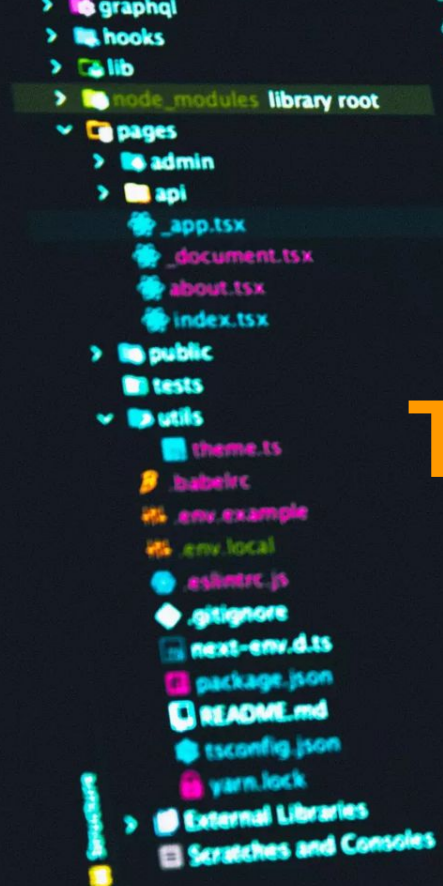 graphql
hooks
lib
node_modules library root
pages
admin
api
_app.tsx
_document.tsx
about.tsx
index.tsx
public
tests
utils
theme.ts
.babelrc
.env.example
.env.local
.eslintrc.js
.gitignore
next-env.d.ts
package.json
README.md
tsconfig.json
yarn.lock
External Libraries
Scratches and Consoles